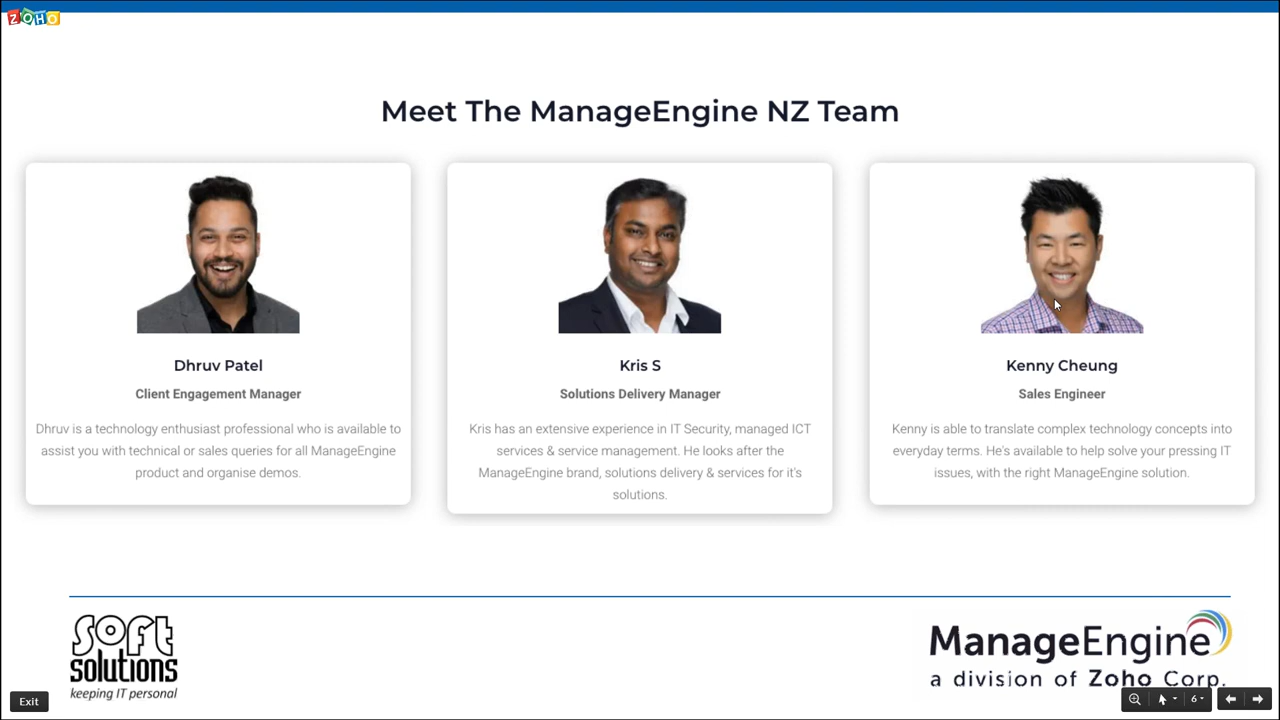 ZOHO
Meet The ManageEngine NZ Team
Dhruv Patel
Client Engagement Manager
Dhruv is a technology enthusiast professional who is available to
assist you with technical or sales queries for all ManageEngine
product and organise demos.
Kris S
Solutions Delivery Manager
Kris has an extensive experience in IT Security, managed ICT
services & service management. He looks after the
ManageEngine brand, solutions delivery & services for it's
solutions.
Kenny Cheung
Sales Engineer
Kenny is able to translate complex technology concepts into
everyday terms. He's available to help solve your pressing IT
issues, with the right ManageEngine solution.
soft
solutions
keeping IT personal
ManageEngine
a division of Zoho Corp.
Exit
6